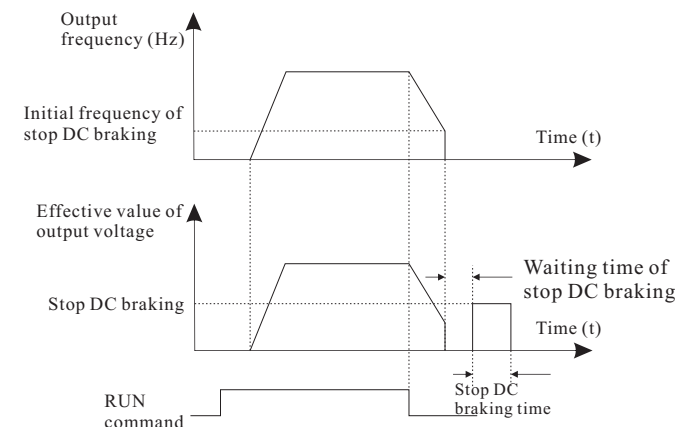 Output
frequency (Hz)
Initial frequency of
stop DC braking
Time (t)
Effective value of
output voltage
Waiting time of
stop DC braking
Stop DC braking
Time (t)
Stop DC
braking time
RUN
command